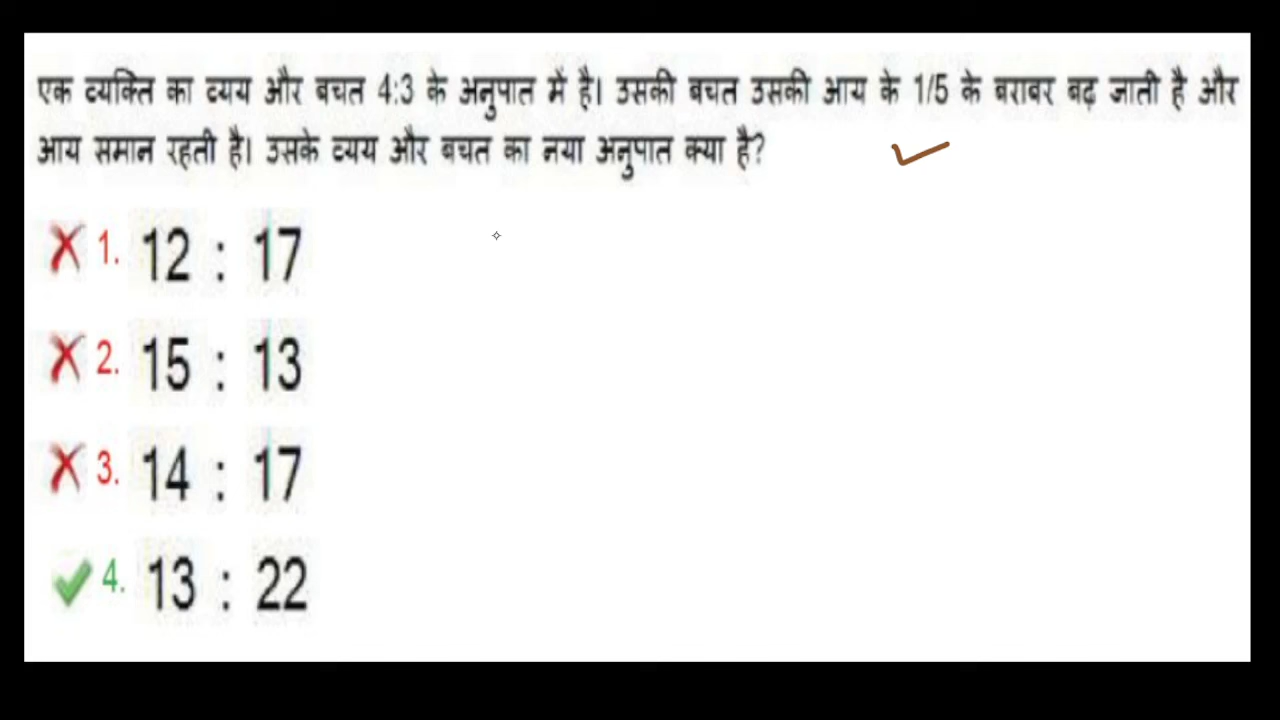 एक व्यक्ति का व्यय और बचत 4:3 के अनुपात में है। उसकी बचत उसकी आय के 1/5 के बराबर बढ़ जाती है और
आय समान रहती है। उसके व्यय और बचत का नया अनुपात क्या है?
1. 12 : 17
2. 15 : 13
3. 14 : 17
4. 13 : 22